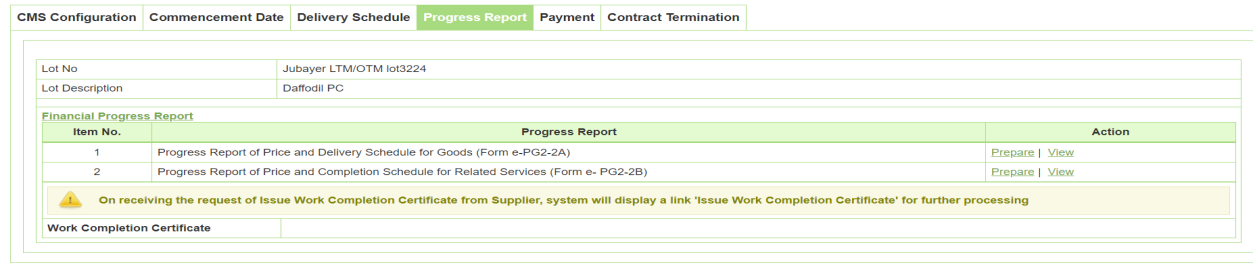 CMS Configuration Commencement Date Delivery Schedule Progress Report Payment Contract Termination
Lot No Jubayer LTM/OTM lot3224
Lot Description Daffodil PC
Financial Progress Report
Item No. Progress Report Action
1 Progress Report of Price and Delivery Schedule for Goods (Form e-PG2-2A) Prepare | View
2 Progress Report of Price and Completion Schedule for Related Services (Form e- PG2-2B) Prepare | View
On receiving the request of Issue Work Completion Certificate from Supplier, system will display a link 'Issue Work Completion Certificate' for further processing
Work Completion Certificate